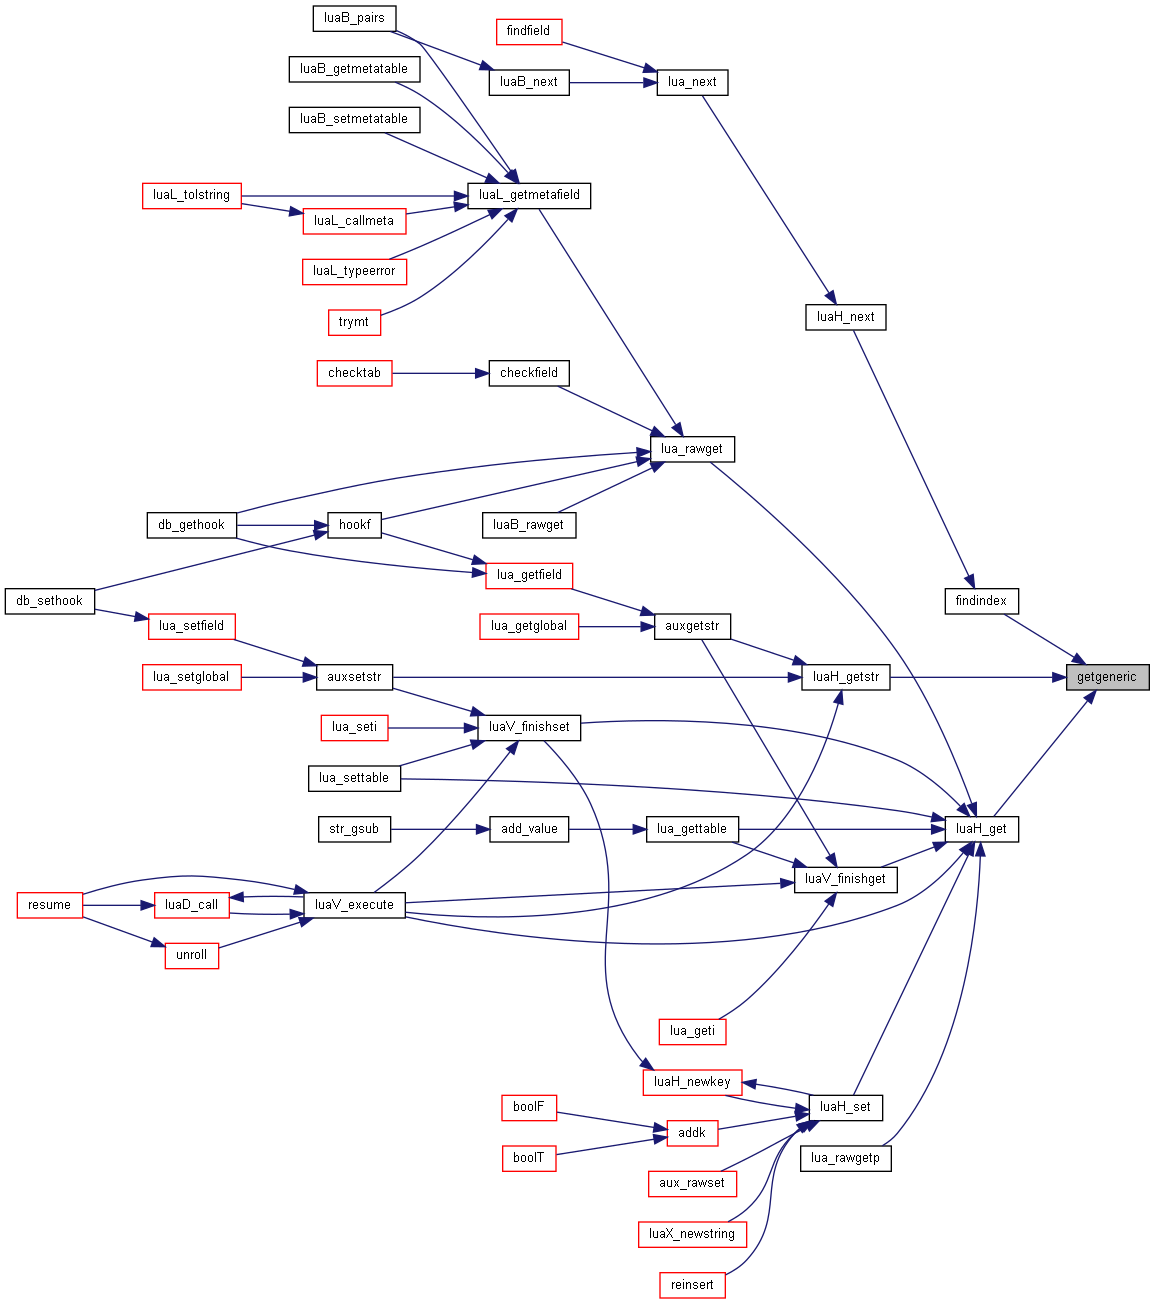 luaB_pairs
findfield
luaB_getmetatable
luaB_next
lua_next
luaB_setmetatable
luaL_tolstring
luaL_getmetafield
luaL_callmeta
luaL_typeerror
luaH_next
trymt
checktab
checkfield
lua_rawget
db_gethook
hookf
luaB_rawget
lua_getfield
db_sethook
findindex
lua_setfield
lua_getglobal
auxgetstr
lua_setglobal
auxsetstr
luaH_getstr
getgeneric
lua_seti
luaV_finishset
lua_settable
str_gsub
add_value
lua_gettable
luaH_get
luaV_finishget
resume
luaD_call
luaV_execute
unroll
lua_geti
luaH_newkey
boolF
luaH_set
addk
boolT
lua_rawgetp
aux_rawset
luaX_newstring
reinsert